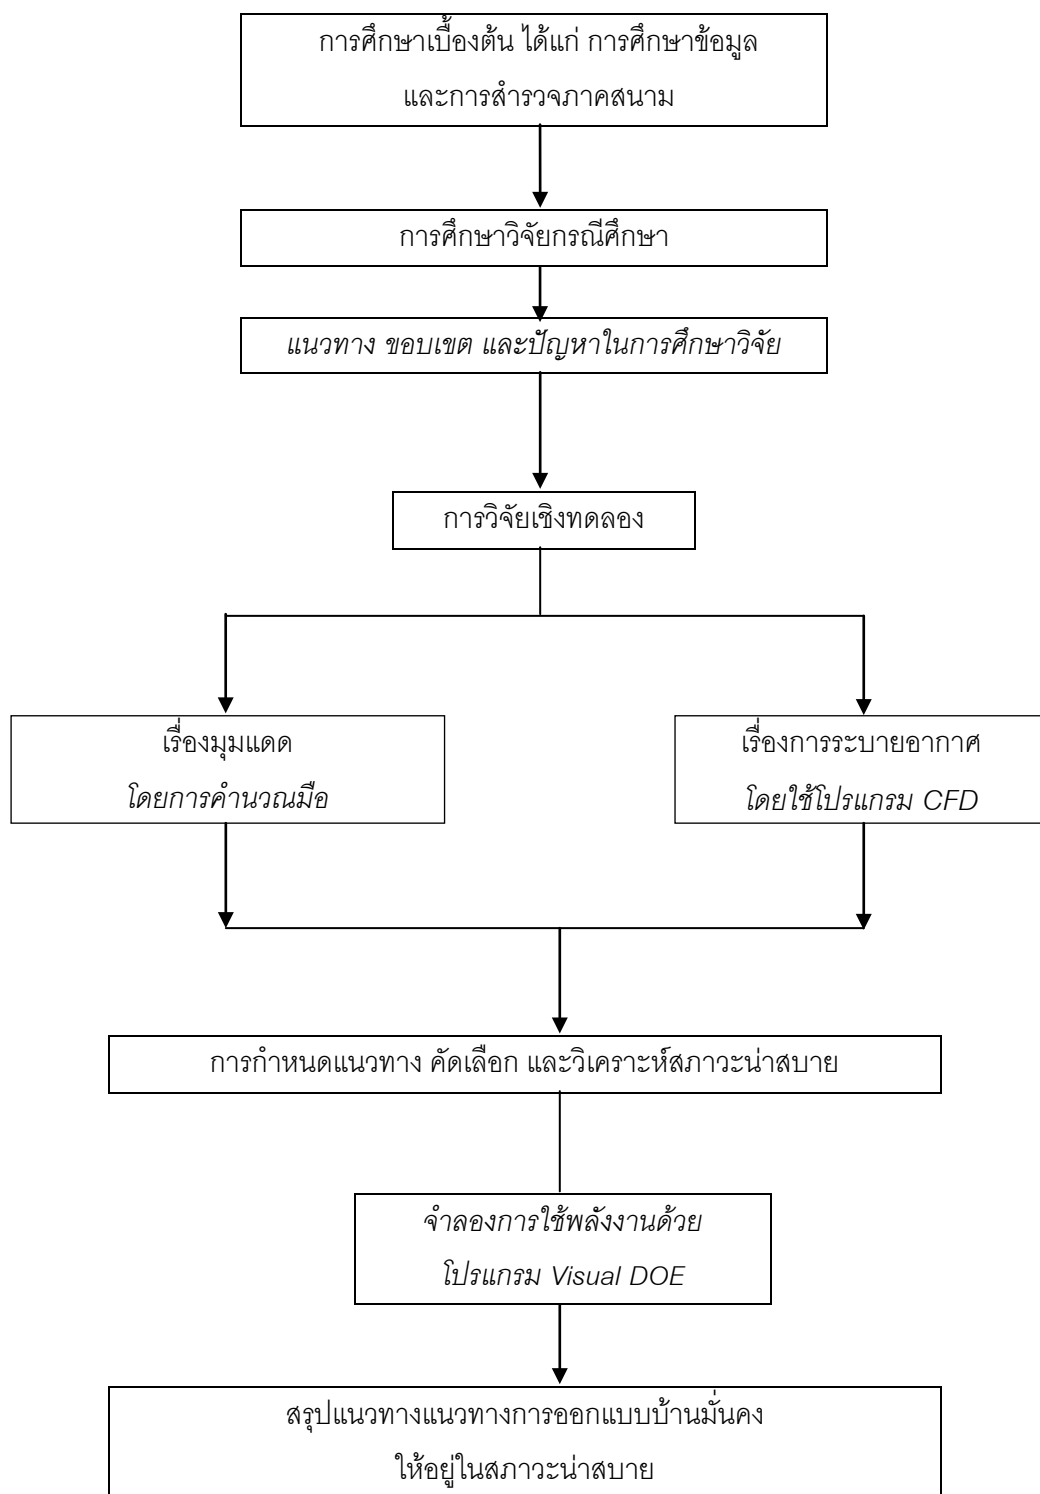 การศึกษาเบื้องต้น ได้แก่ การศึกษาข้อมูล
และการสำรวจภาคสนาม
การศึกษาวิจัยกรณีศึกษา
แนวทาง ขอบเขต และปัญหาในการศึกษาวิจัย
การวิจัยเชิงทดลอง
เรื่องมุมแดด
โดยการคำนวณมือ
เรื่องการระบายอากาศ
โดยใช้โปรแกรม CFD
การกำหนดแนวทาง คัดเลือก และวิเคราะห์สภาวะน่าสบาย
จำลองการใช้พลังงานด้วย
โปรแกรม Visual DOE
สรุปแนวทางแนวทางการออกแบบบ้านมั่นคง
ให้อยู่ในสภาวะน่าสบาย